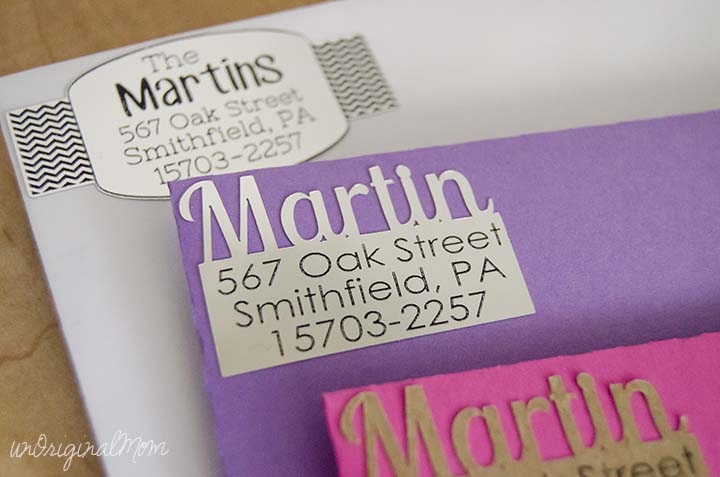 The
Martins
567 Oak Street
Smithfield, PA
15703-2257
Martin
567 Oak Street
Smithfield, PA
15703-2257
Martin
Street
unOriginalMom